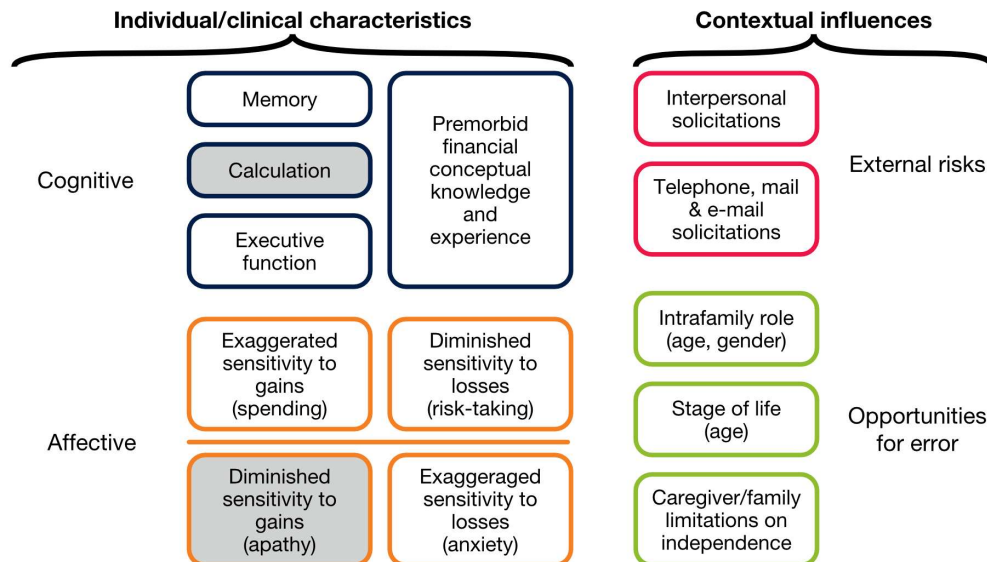 Individual/clinical characteristics
Contextual influences
Cognitive
Memory
Calculation
Executive
function
Premorbid
financial
conceptual
knowledge
and
experience
Interpersonal
solicitations
Telephone, mail
& e-mail
solicitations
External risks
Affective
Exaggerated
sensitivity to
gains
(spending)
Diminished
sensitivity to
losses
(risk-taking)
Diminished
sensitivity to
gains
(apathy)
Exaggeraged
sensitivity to
losses
(anxiety)
Intrafamily role
(age, gender)
Stage of life
(age)
Caregiver/family
limitations on
independence
Opportunities
for error